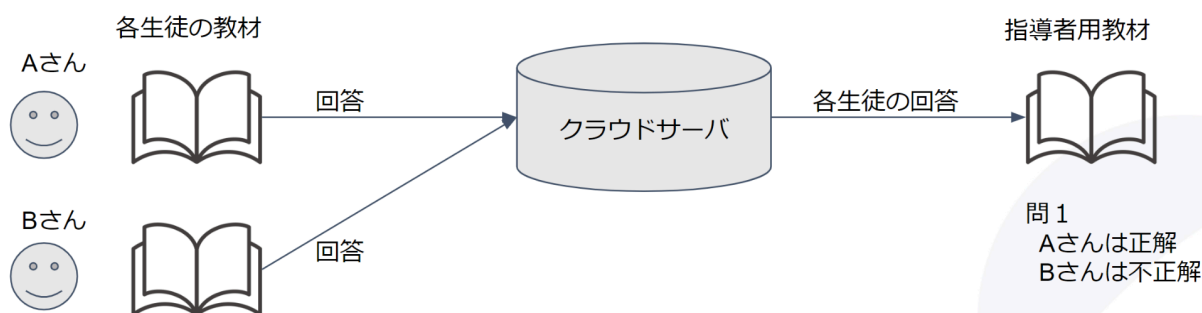 各生徒の教材
Aさん
回答
Bさん
回答
クラウドサーバ
各生徒の回答
指導者用教材
問１
Aさんは正解
Bさんは不正解